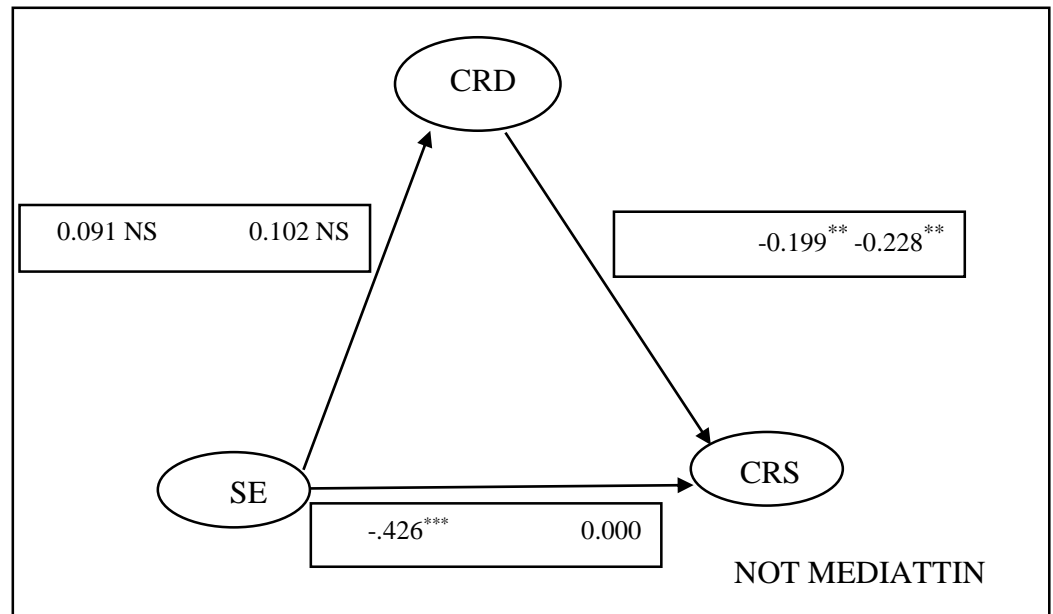 CRD
0.091 NS 0.102 NS
-0.199** -0.228**
SE
CRS
-.426*** 0.000
NOT MEDIATTIN